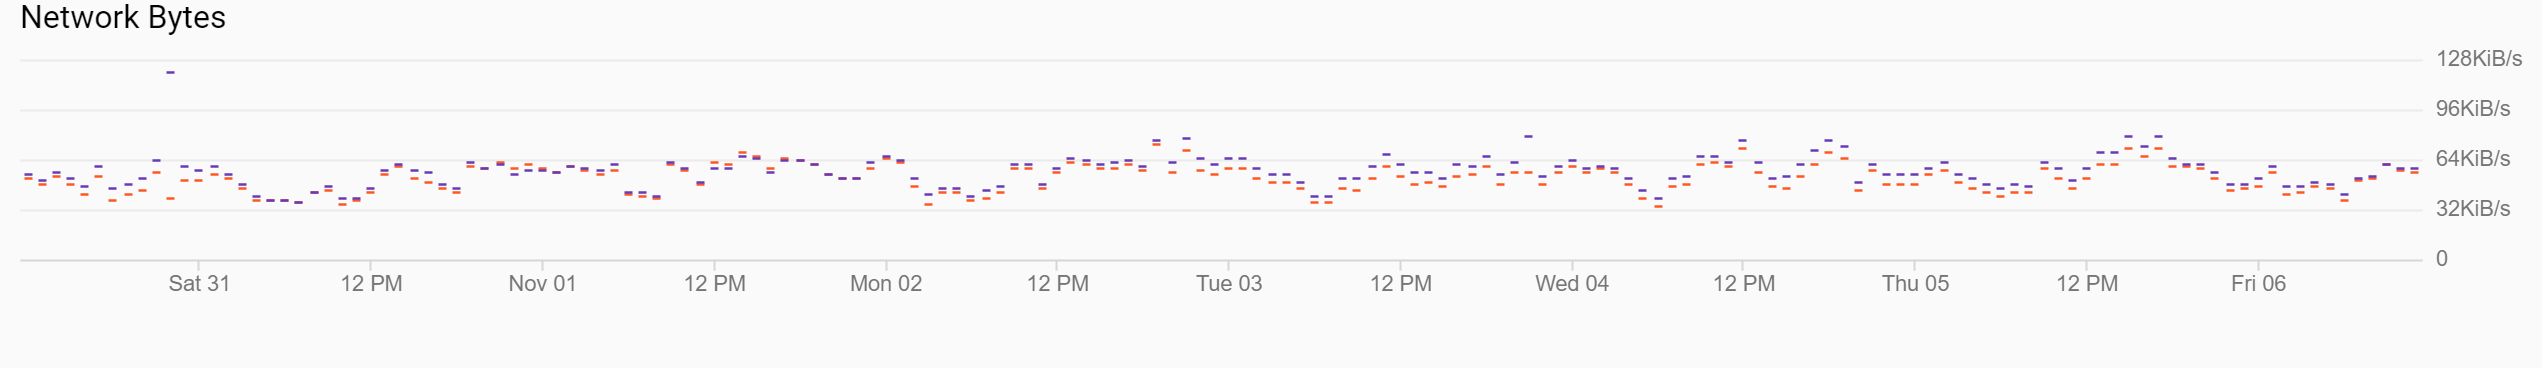 Network Bytes
128KiB/s
96KiB/s
64KiB/s
32KiB/s
0
Sat 31 12 PM Nov 01 12 PM Mon 02 12 PM Tue 03 12 PM Wed 04 12 PM Thu 05 12 PM Fri 06